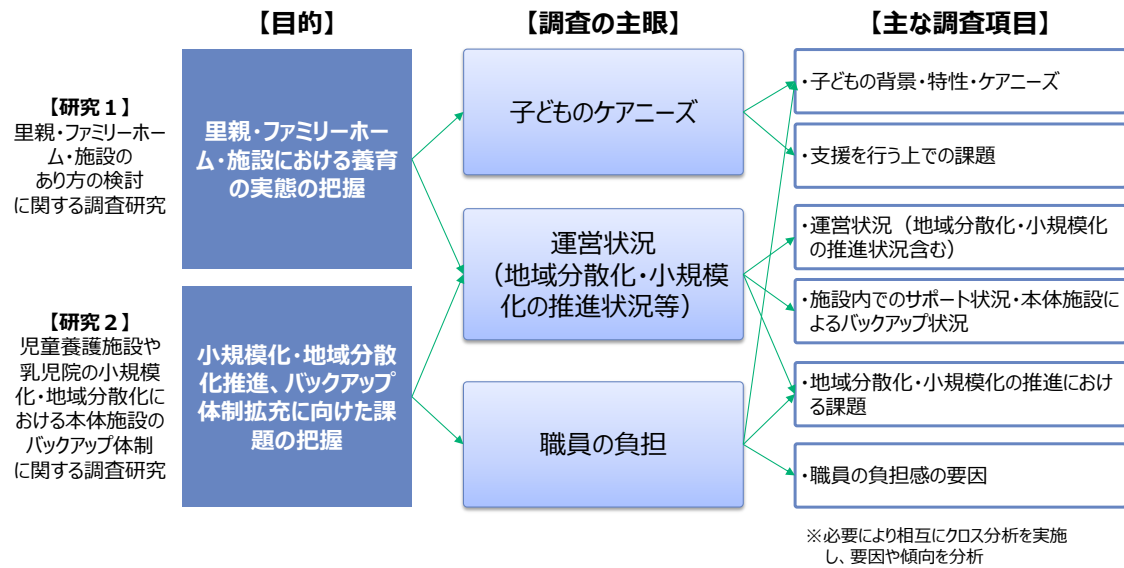 【目的】
【調査の主眼】
【主な調査項目】
【研究１】
里親・ファミリーホー
ム・施設の
あり方の検討
に関する調査研究
里親・ファミリーホー
ム・施設における養育
の実態の把握
【研究２】
児童養護施設や
乳児院の小規模
化・地域分散化に
おける本体施設の
バックアップ体制
に関する調査研究
小規模化・地域分散
化推進、バックアップ
体制拡充に向けた課
題の把握
子どものケアニーズ
運営状況
（地域分散化・小規模
化の推進状況等）
職員の負担
・子どもの背景・特性・ケアニーズ
・支援を行う上での課題
・運営状況（地域分散化・小規模化
の推進状況含む）
・施設内でのサポート状況・本体施設に
よるバックアップ状況
・地域分散化・小規模化の推進におけ
る課題
・職員の負担感の要因
※必要により相互にクロス分析を実施
し、要因や傾向を分析